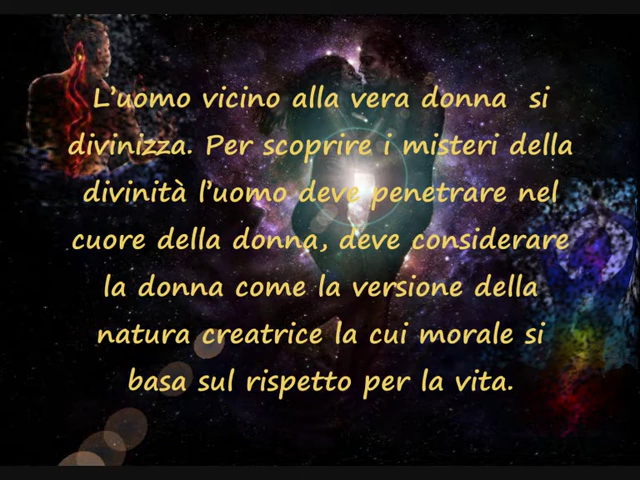 L'uomo vicino alla vera donna  si
divinizza. Per scoprire i misteri della
divinità l'uomo deve penetrare nel
cuore della donna, deve considerare
la donna come la versione della
natura creatrice la cui morale si
basa sul rispetto per la vita.